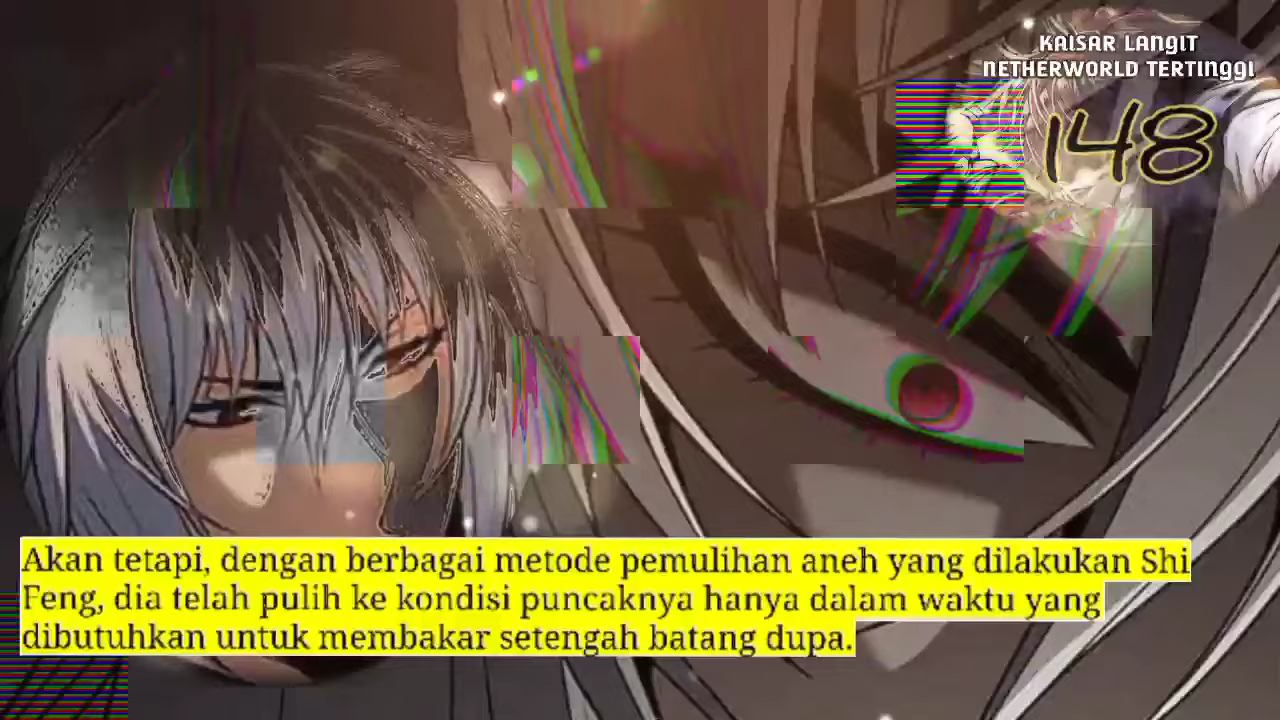 KAISAR LANGIT
NETHERWORLD TERTINGGI
148
Akan tetapi, dengan berbagai metode pemulihan aneh yang dilakukan Shi
Feng, dia telah pulih ke kondisi puncaknya hanya dalam waktu yang
dibutuhkan untuk membakar setengah batang dupa.